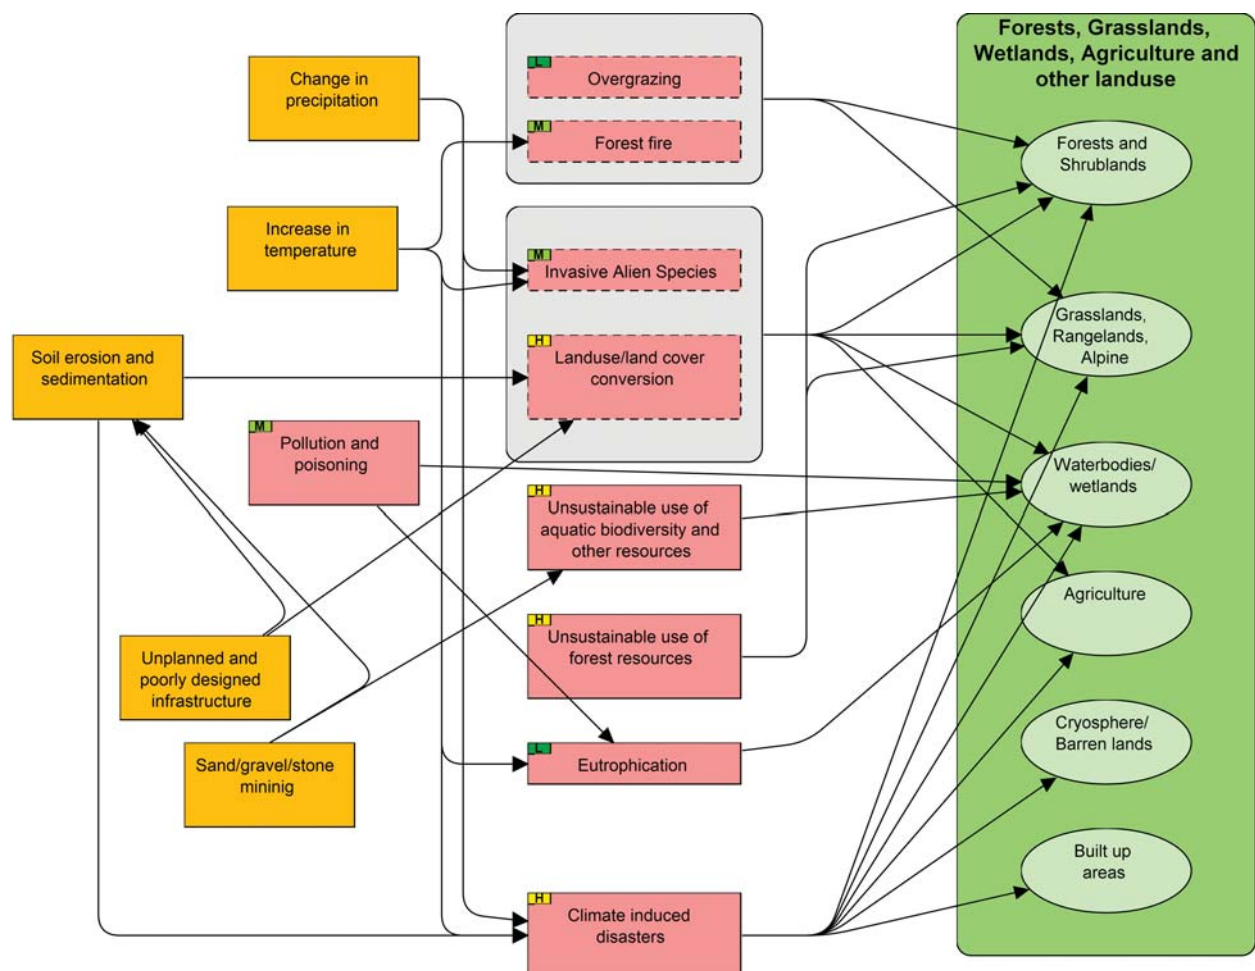 Forests, Grasslands,
Wetlands, Agriculture and
other landuse
Change in
precipitation
L
Overgrazing
M
Forest fire
Forests and
Shrublands
Increase in
temperature
M
Invasive Alien Species
H
Landuse/land cover
conversion
Grasslands,
Rangelands,
Alpine
Soil erosion and
sedimentation
M
Pollution and
poisoning
H
Unsustainable use of
aquatic biodiversity and
other resources
Waterbodies/
wetlands
Agriculture
H
Unsustainable use of
forest resources
Unplanned and
poorly designed
infrastructure
Sand/gravel/stone
mininig
L
Eutrophication
Cryosphere/
Barren lands
Built up
areas
H
Climate induced
disasters